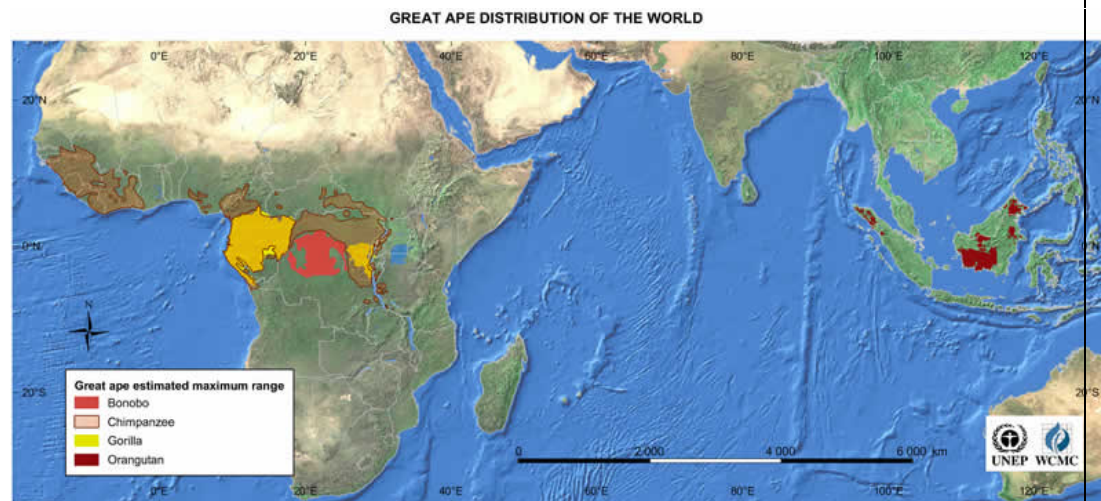 GREAT APE DISTRIBUTION OF THE WORLD
0°E 20°E 40°E 60°E 80°E 100°E 120°E
20°N 20°N
0°N 0°N
N
20°S 20°S
Great ape estimated maximum range
Bonobo
Chimpanzee
Gorilla
Orangutan
0 2 000 4 000 6 000 km
UNEP WCMC
0°E 20°E 40°E 60°E 80°E 100°E 120°E